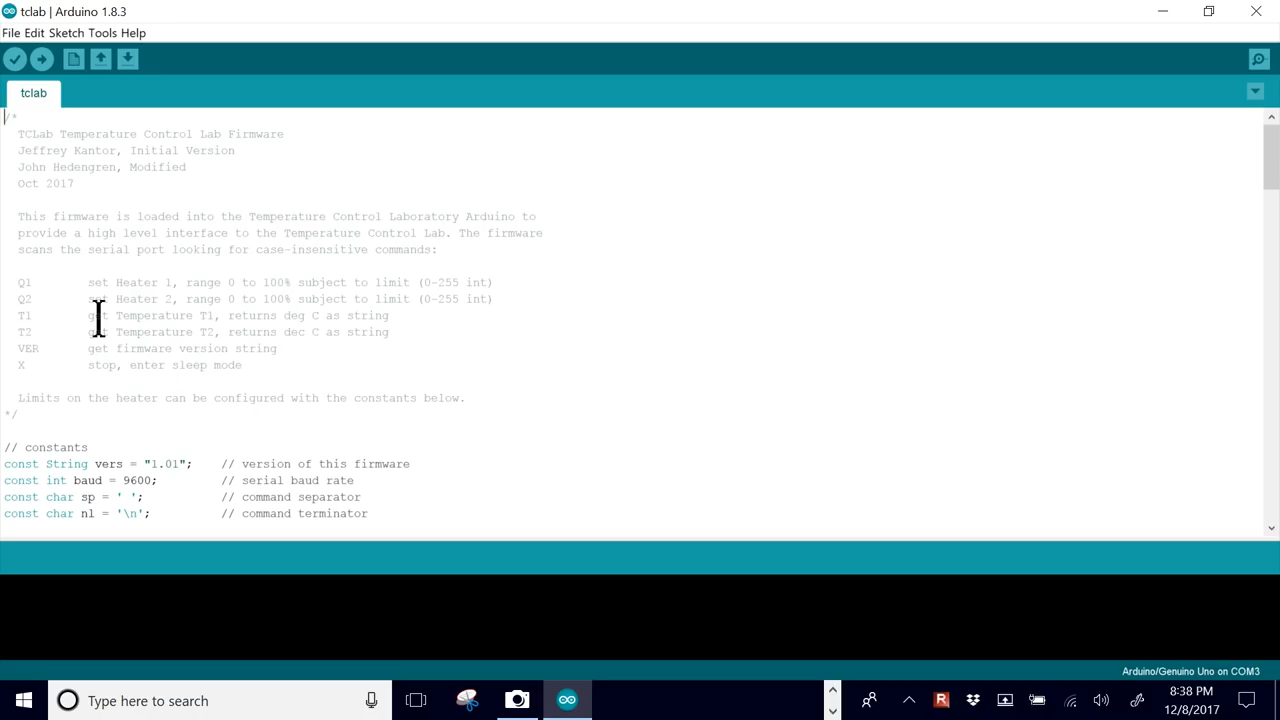 tclab | Arduino 1.8.3
File Edit Sketch Tools Help
tclab
/*
TCLab Temperature Control Lab Firmware
Jeffrey Kantor, Initial Version
John Hedengren, Modified
Oct 2017
This firmware is loaded into the Temperature Control Laboratory Arduino to
provide a high level interface to the Temperature Control Lab. The firmware
scans the serial port looking for case-insensitive commands:
Q1 set Heater 1, range 0 to 100% subject to limit (0-255 int)
Q2 set Heater 2, range 0 to 100% subject to limit (0-255 int)
T1 get Temperature T1, returns deg C as string
T2 get Temperature T2, returns dec C as string
VER get firmware version string
X stop, enter sleep mode
Limits on the heater can be configured with the constants below.
*/
// constants
const String vers = "1.01"; // version of this firmware
const int baud = 9600; // serial baud rate
const char sp = ' '; // command separator
const char nl = '\n'; // command terminator
Arduino/Genuino Uno on COM3
Type here to search
R
8:38 PM
12/8/2017